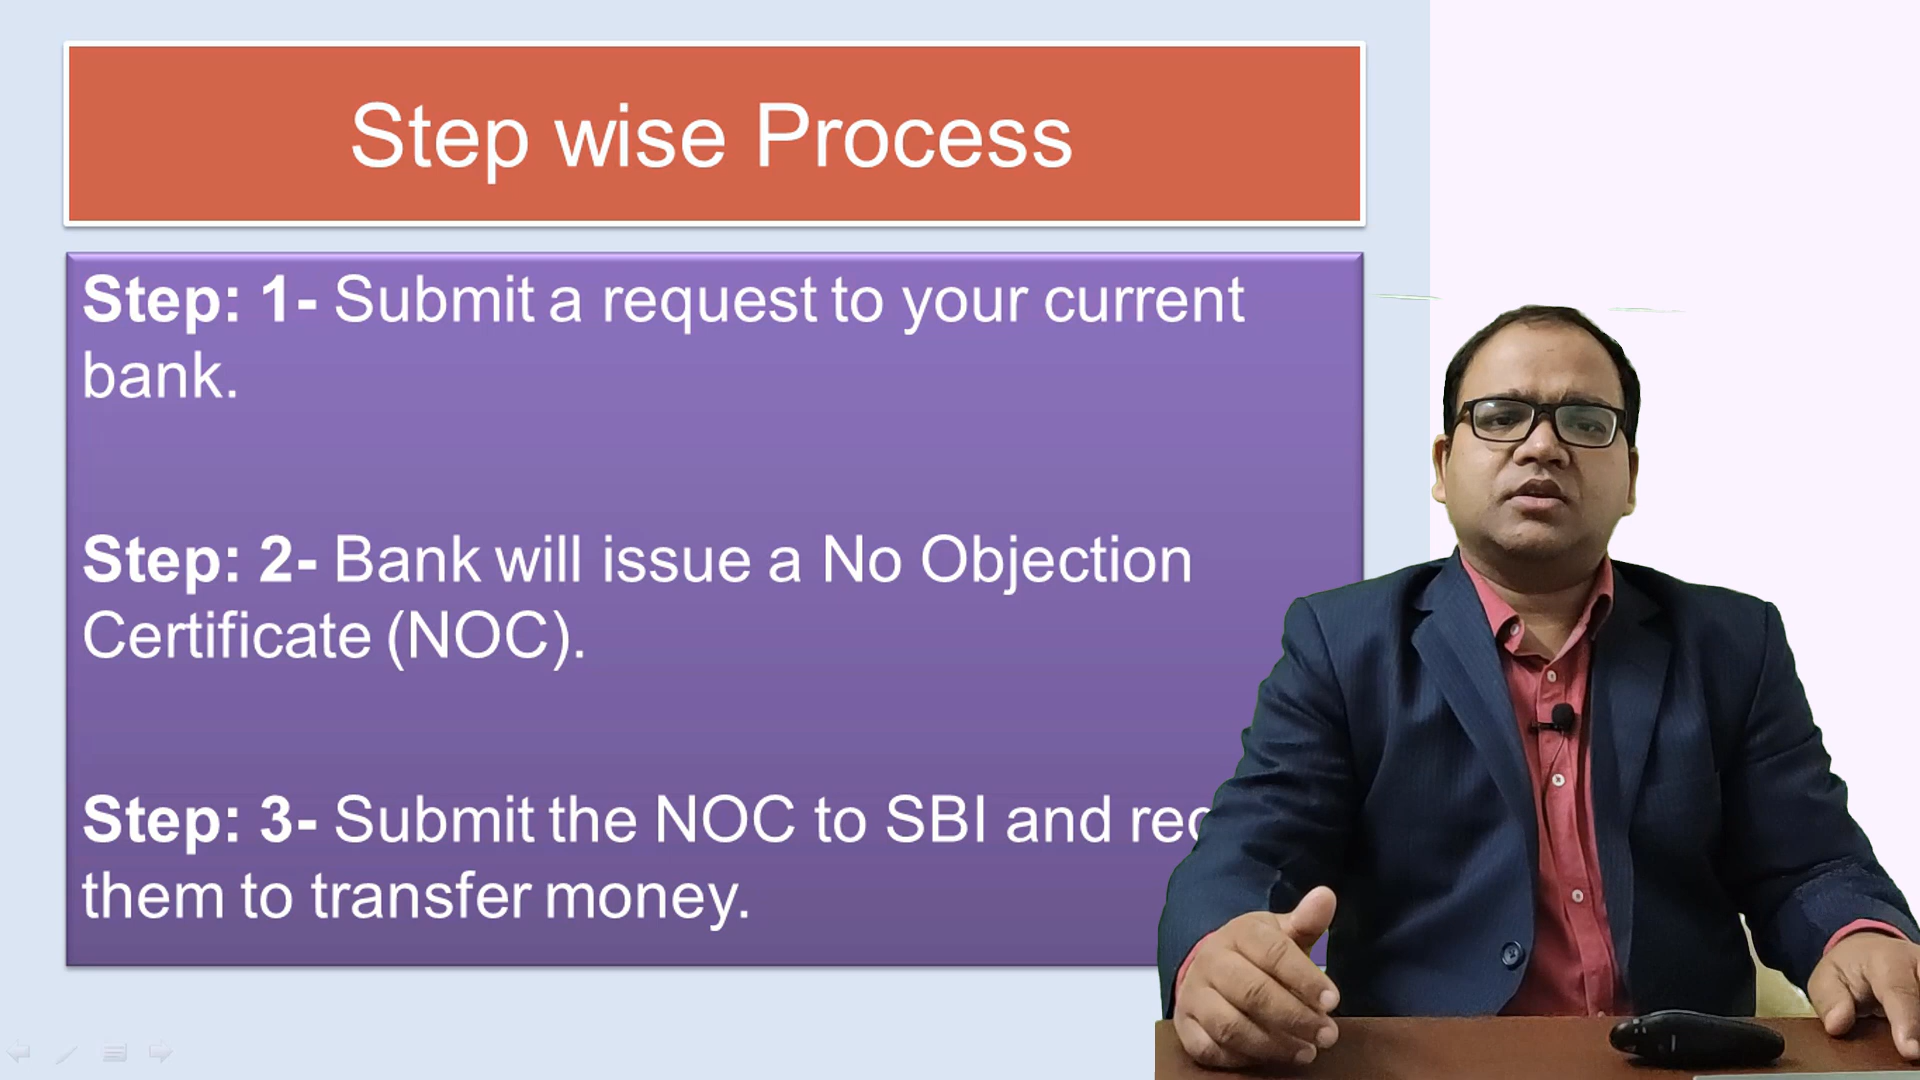 Step wise Process
Step: 1- Submit a request to your current
bank.
Step: 2- Bank will issue a No Objection
Certificate (NOC).
Step: 3- Submit the NOC to SBI and
them to transfer money.